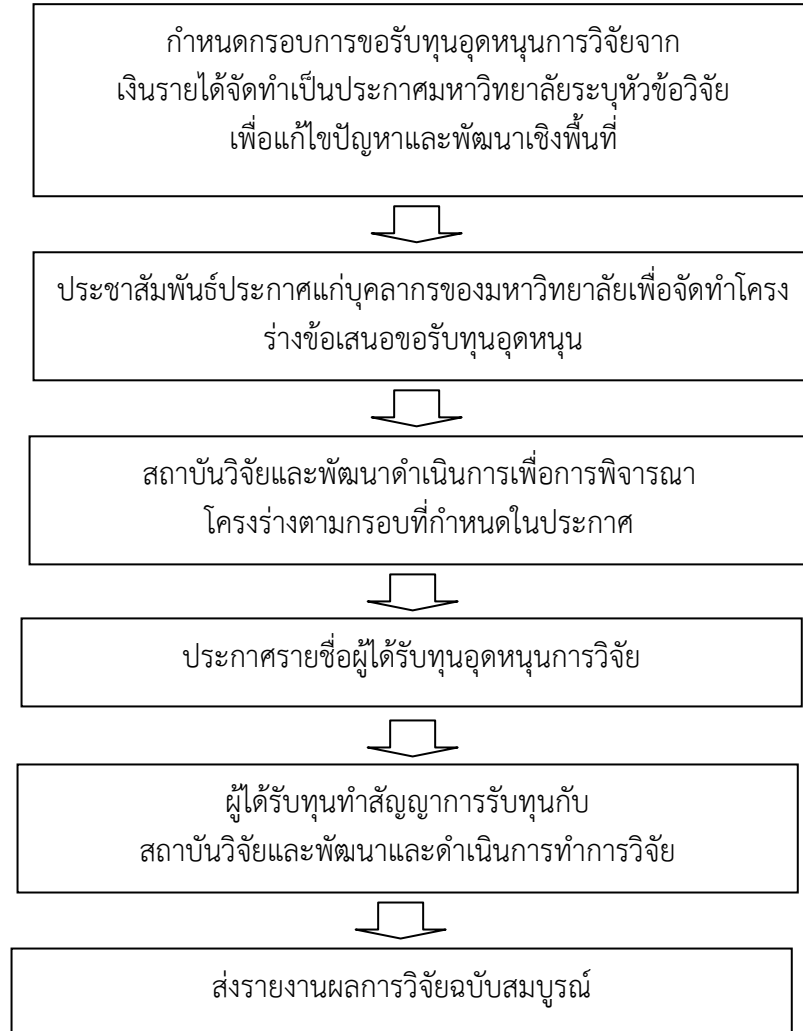 กำหนดกรอบการขอรับทุนอุดหนุนการวิจัยจาก
เงินรายได้จัดทำเป็นประกาศมหาวิทยาลัยระบุหัวข้อวิจัย
เพื่อแก้ไขปัญหาและพัฒนาเชิงพื้นที่
ประชาสัมพันธ์ประกาศแก่บุคลากรของมหาวิทยาลัยเพื่อจัดทำโครง
ร่างข้อเสนอขอรับทุนอุดหนุน
สถาบันวิจัยและพัฒนาดำเนินการเพื่อการพิจารณา
โครงร่างตามกรอบที่กำหนดในประกาศ
ประกาศรายชื่อผู้ได้รับทุนอุดหนุนการวิจัย
ผู้ได้รับทุนทำสัญญาการรับทุนกับ
สถาบันวิจัยและพัฒนาและดำเนินการทำการวิจัย
ส่งรายงานผลการวิจัยฉบับสมบูรณ์